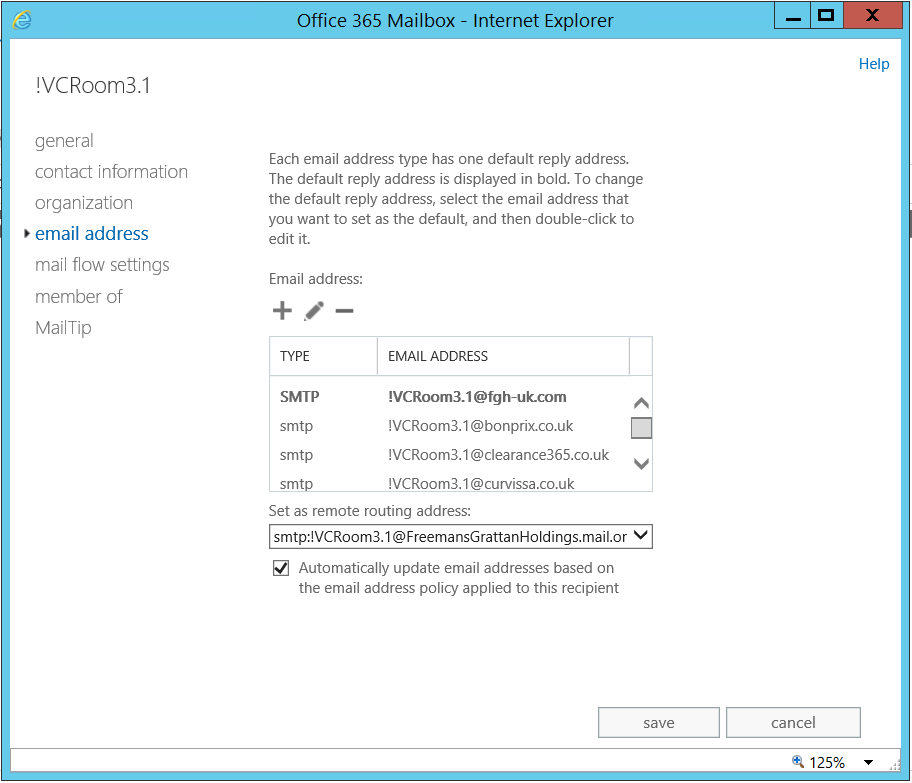 Office 365 Mailbox - Internet Explorer
Help
!VCRoom3.1
general
contact information
organization
email address
mail flow settings
member of
MailTip
Each email address type has one default reply address.
The default reply address is displayed in bold. To change
the default reply address, select the email address that
you want to set as the default, and then double-click to
edit it.
Email address:
TYPE EMAIL ADDRESS
SMTP !VCRoom3.1@fgh-uk.com
smtp !VCRoom3.1@bonprix.co.uk
smtp !VCRoom3.1@clearance365.co.uk
smtp !VCRoom3.1@curvissa.co.uk
Set as remote routing address:
smtp:!VCRoom3.1@FreemansGrattanHoldings.mail.or
Automatically update email addresses based on
the email address policy applied to this recipient
save cancel
125%